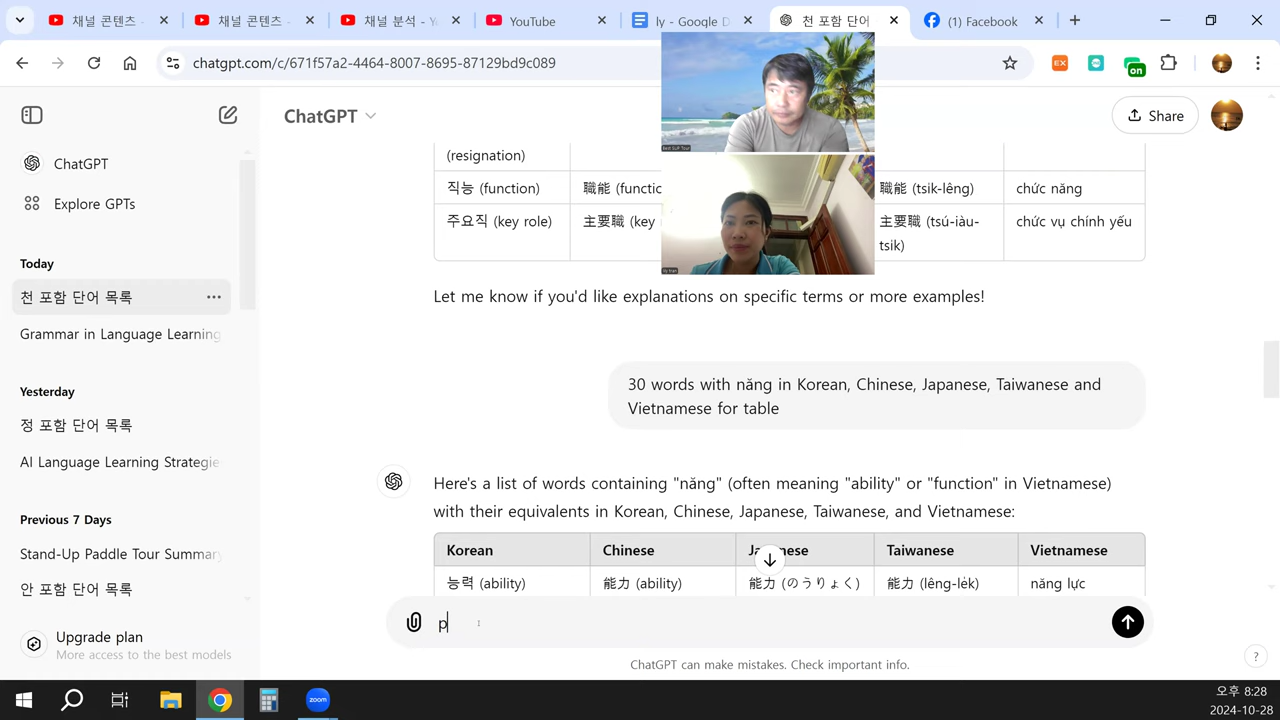 채널 콘텐츠 -
채널 콘텐츠 -
채널 분석 - Y
YouTube
ly - Google D
천 포함 단어
(1) Facebook
chatgpt.com/c/671f57a2-4464-8007-8695-87129bd9c089
EX
on
ChatGPT
Share
ChatGPT
Explore GPTs
Today
천 포함 단어 목록
Grammar in Language Learning
Yesterday
정 포함 단어 목록
AI Language Learning Strategie
Previous 7 Days
Stand-Up Paddle Tour Summary
안 포함 단어 목록
Upgrade plan
More access to the best models
(resignation)
직능 (function) 職能 (functio 職能 (tsik-lêng) chức năng
주요직 (key role) 主要職 (key 主要職 (tsú-iàu-
tsik) chức vụ chính yếu
Let me know if you'd like explanations on specific terms or more examples!
30 words with năng in Korean, Chinese, Japanese, Taiwanese and
Vietnamese for table
Here's a list of words containing "năng" (often meaning "ability" or "function" in Vietnamese)
with their equivalents in Korean, Chinese, Japanese, Taiwanese, and Vietnamese:
Korean Chinese Japanese Taiwanese Vietnamese
능력 (ability) 能力 (ability) 能力 (のうりょく) 能力 (lêng-le̍k) năng lực
p
ChatGPT can make mistakes. Check important info.
?
zoom
오후 8:28
2024-10-28